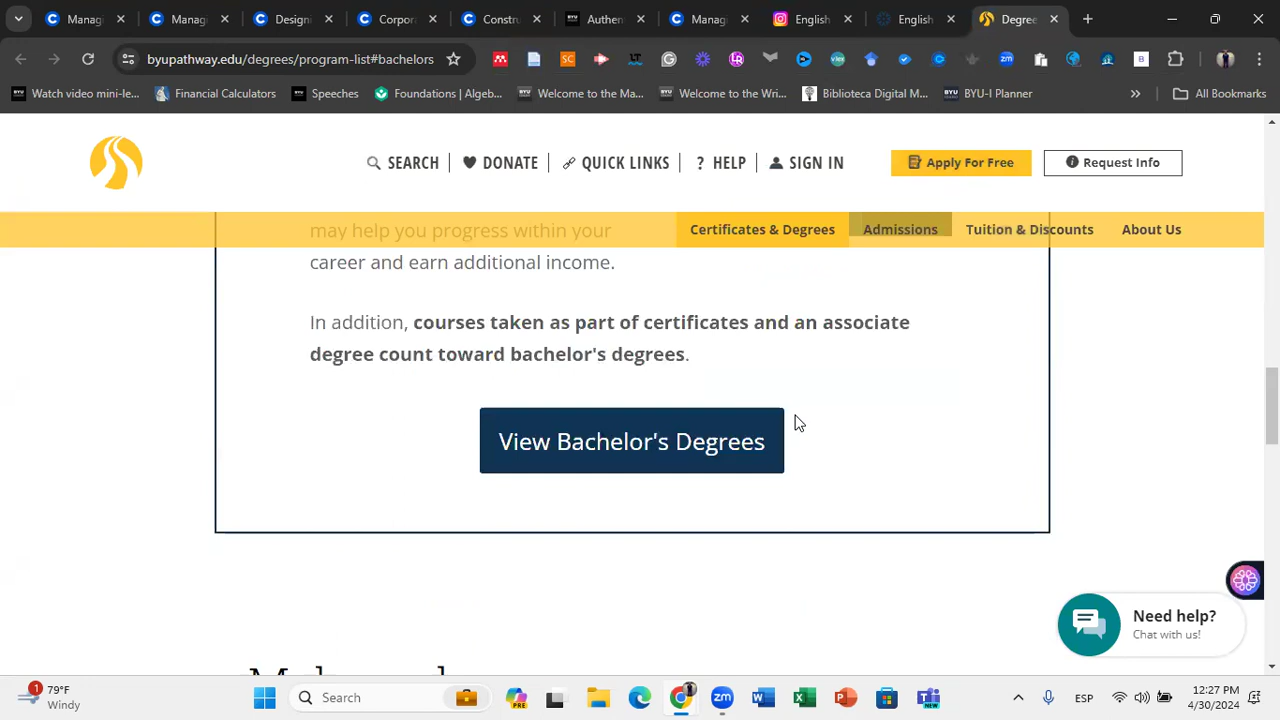 Manage
Manag
Designi
Corpor
Constru
Authen
Manage
English
English
Degree
byupathway.edu/degrees/program-list#bachelors
Watch video mini-le...
Financial Calculators
Speeches
Foundations | Algeb...
Welcome to the Ma...
Welcome to the Wri...
Biblioteca Digital M...
BYU-I Planner
All Bookmarks
SEARCH
DONATE
QUICK LINKS
HELP
SIGN IN
Apply For Free
Request Info
Certificates & Degrees
Admissions
Tuition & Discounts
About Us
may help you progress within your
career and earn additional income.
In addition, courses taken as part of certificates and an associate
degree count toward bachelor's degrees.
View Bachelor's Degrees
Need help?
Chat with us!
79°F
Windy
Search
ESP
12:27 PM
4/30/2024